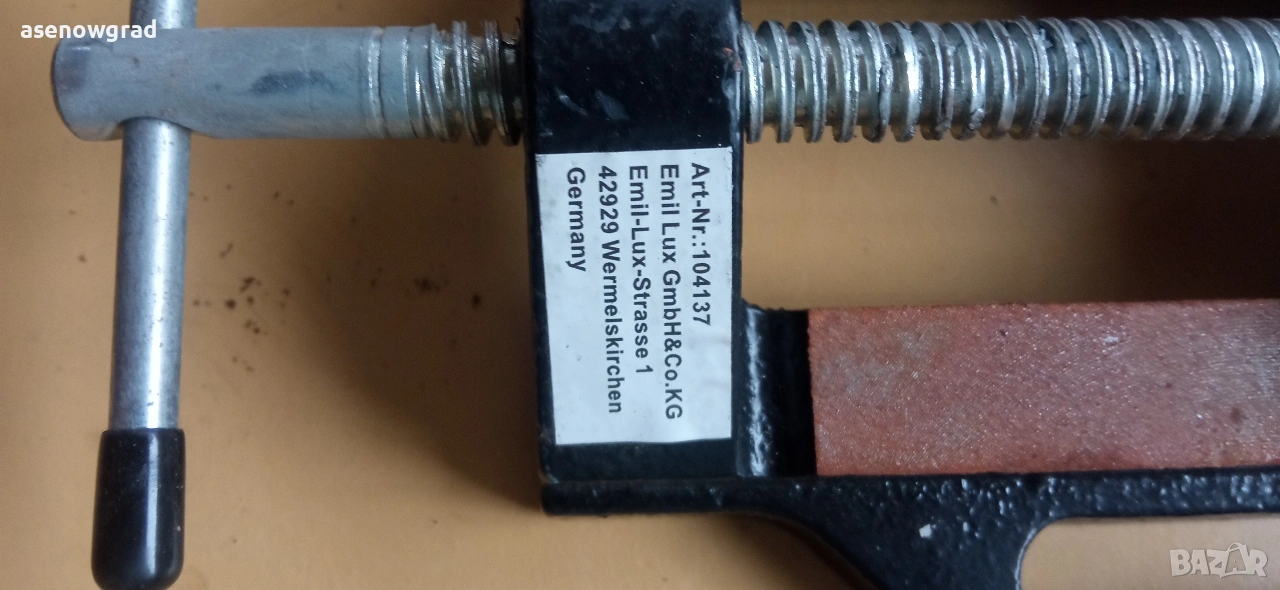 asenowgrad
Art-Nr.:104137
Emil Lux GmbH&Co.KG
Emil-Lux-Strasse 1
42929 Wermelskirchen
Germany
BAZAR